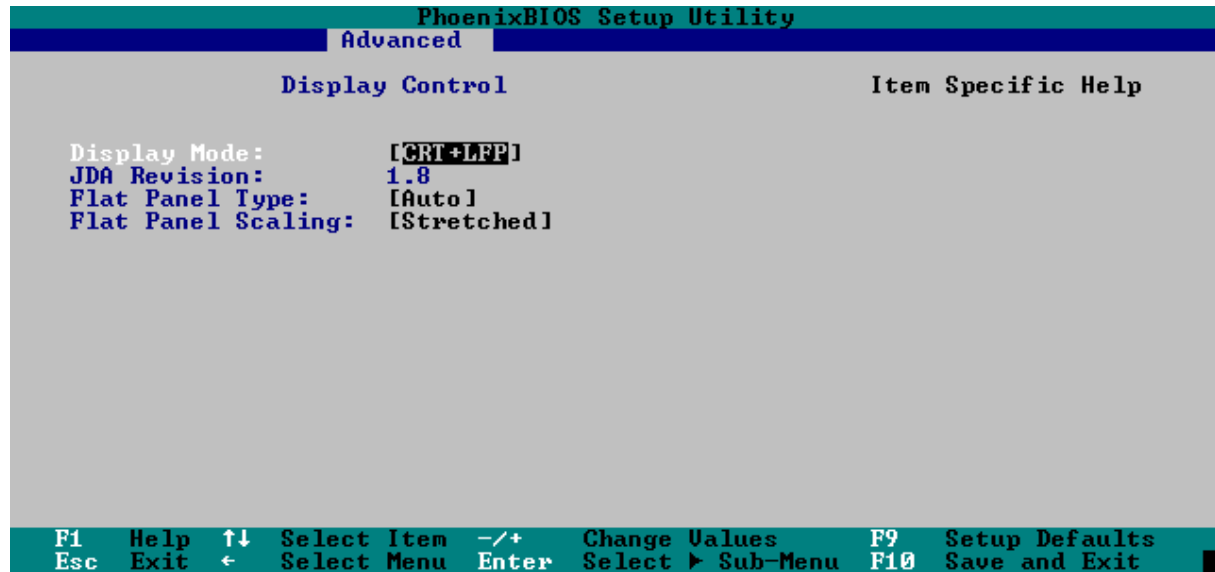 PhoenixBIOS Setup Utility
Advanced
Display Control
Item Specific Help
Display Mode: [CRT+LFP]
JDA Revision: 1.8
Flat Panel Type: [Auto]
Flat Panel Scaling: [Stretched]
F1 Help ↑↓ Select Item -/+ Change Values F9 Setup Defaults
Esc Exit ← Select Menu Enter Select ▶ Sub-Menu F10 Save and Exit